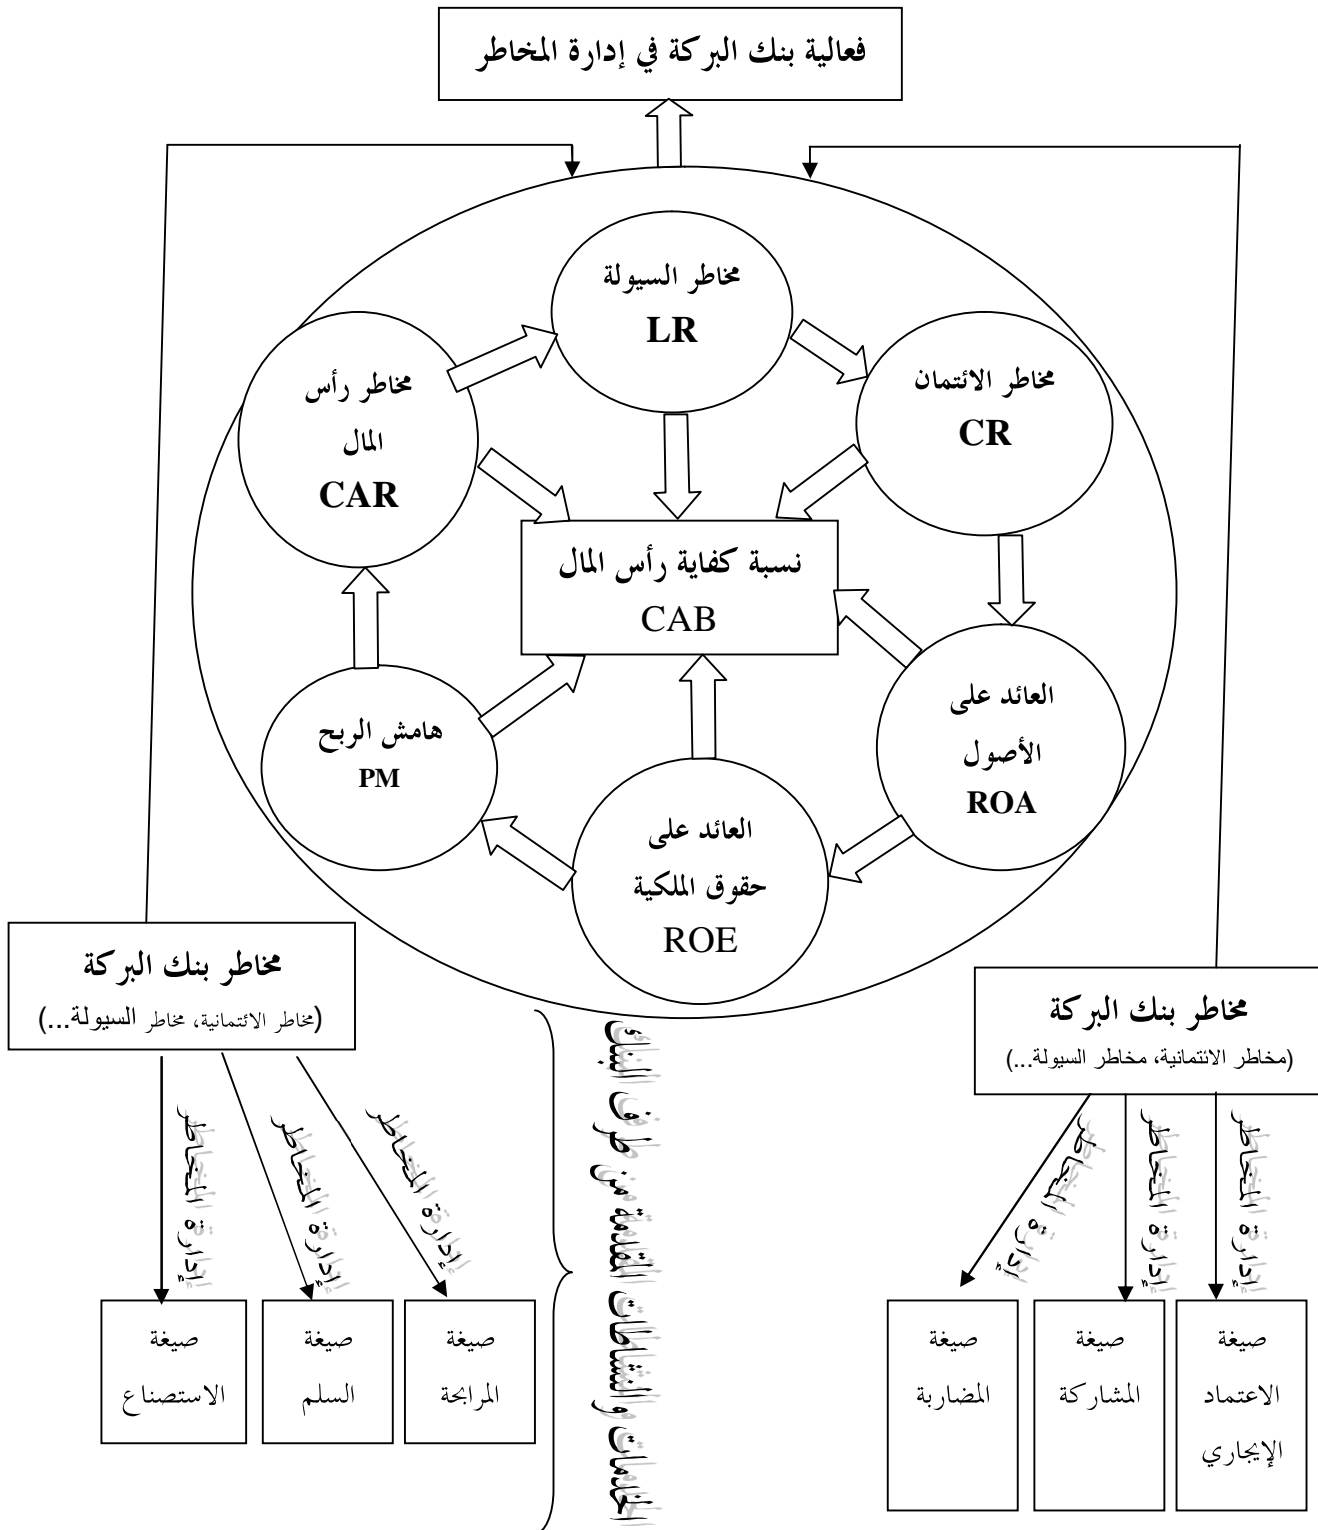 فعالية بنك البركة في إدارة المخاطر
مخاطر السيولة
LR
مخاطر الائتمان
CR
مخاطر رأس
المال
CAR
نسبة كفاية رأس المال
CAB
العائد على
الأصول
ROA
هامش الربح
PM
العائد على
حقوق الملكية
ROE
مخاطر بنك البركة
(مخاطر الائتمانية، مخاطر السيولة...)
مخاطر بنك البركة
(مخاطر الائتمانية، مخاطر السيولة...)
إدارة المخاطر
إدارة المخاطر
إدارة المخاطر
الخدمات والنشاطات المقدمة من طرف البنك
إدارة المخاطر
إدارة المخاطر
إدارة المخاطر
صيغة
الاعتماد
الإيجاري
صيغة
المشاركة
صيغة
المضاربة
صيغة
المرابحة
صيغة
السلم
صيغة
الاستصناع